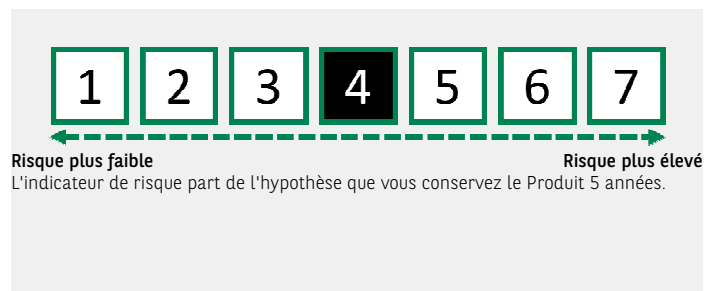 1 2 3 4 5 6 7
Risque plus faible Risque plus élevé
L'indicateur de risque part de l'hypothèse que vous conservez le Produit 5 années.